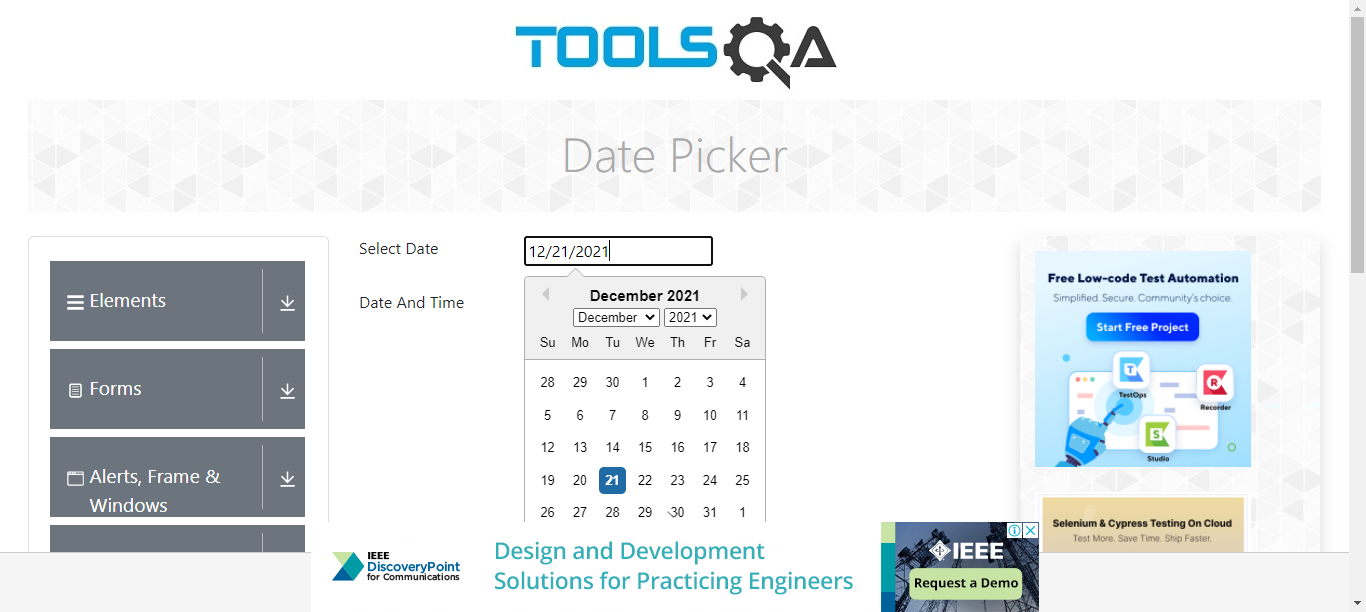 TOOLSQA
Date Picker
Elements
Forms
Alerts, Frame &
Windows
Select Date
12/21/2021
Date And Time
December 2021
December 2021
Su Mo Tu We Th Fr Sa
28 29 30 1 2 3 4
5 6 7 8 9 10 11
12 13 14 15 16 17 18
19 20 21 22 23 24 25
26 27 28 29 30 31 1
Free Low-code Test Automation
Simplified. Secure. Community's choice.
Start Free Project
TestOps
Recorder
Studio
Selenium & Cypress Testing On Cloud
Test More. Save Time. Ship Faster.
IEEE
DiscoveryPoint
for Communications
Design and Development
Solutions for Practicing Engineers
IEEE
Request a Demo